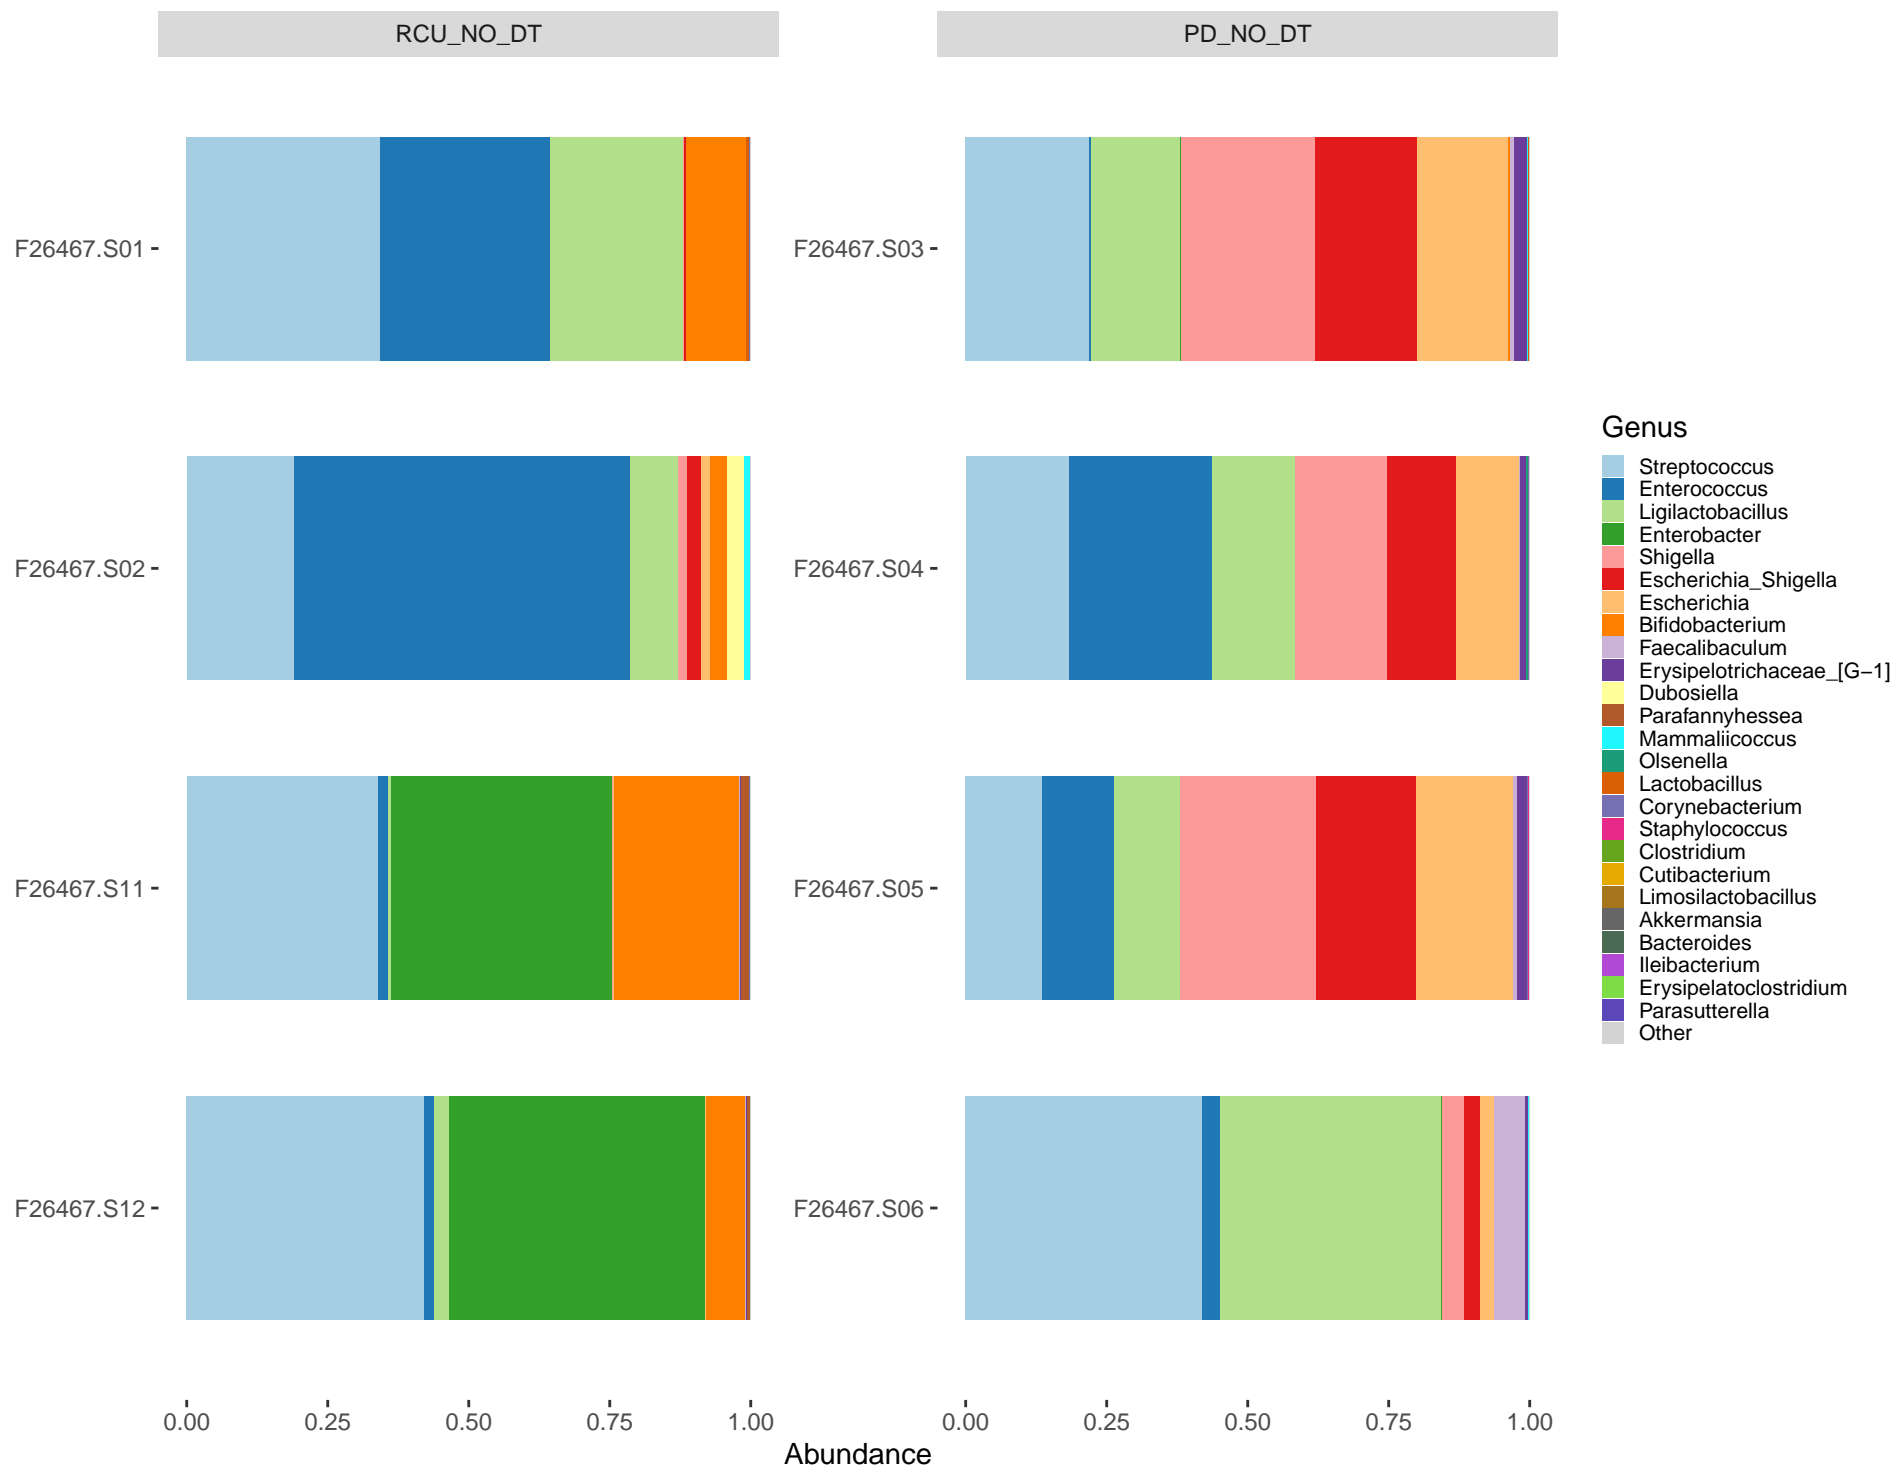 RCU_NO_DT
PD_NO_DT
F26467.S01
F26467.S03
F26467.S02
F26467.S04
F26467.S11
F26467.S05
F26467.S12
F26467.S06
Genus
Streptococcus
Enterococcus
Ligilactobacillus
Enterobacter
Shigella
Escherichia_Shigella
Escherichia
Bifidobacterium
Faecalibaculum
Erysipelotrichaceae_[G−1]
Dubosiella
Parafannyhessea
Mammaliicoccus
Olsenella
Lactobacillus
Corynebacterium
Staphylococcus
Clostridium
Cutibacterium
Limosilactobacillus
Akkermansia
Bacteroides
Ileibacterium
Erysipelatoclostridium
Parasutterella
Other
0.00 0.25 0.50 0.75 1.00
0.00 0.25 0.50 0.75 1.00
Abundance